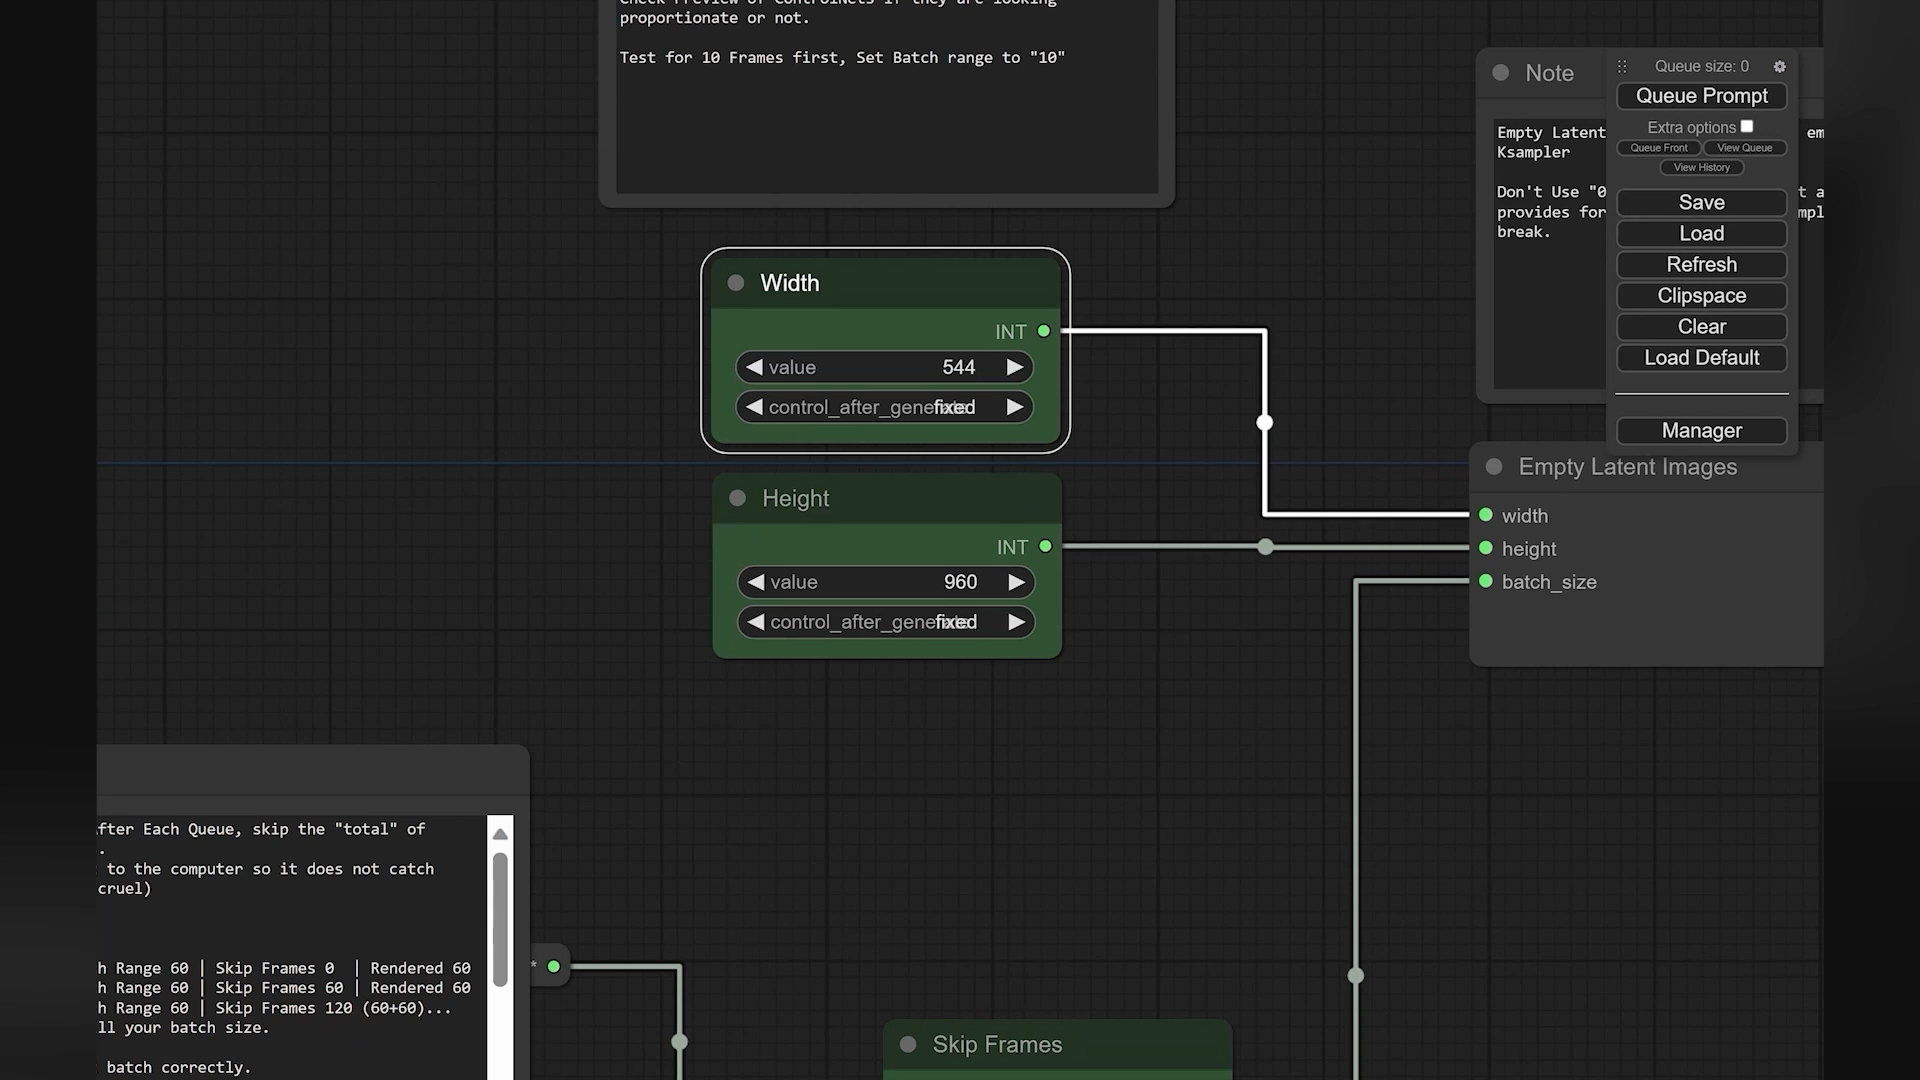 proportionate or not.
Test for 10 Frames first, Set Batch range to "10"
Note
Empty Latent
Ksampler
Don't Use "0
provides for
break.
Queue size: 0
Queue Prompt
Extra options
Queue Front
View Queue
View History
Save
Load
Refresh
Clipspace
Clear
Load Default
Manager
Width
INT
value 544
control_after_gene fixed
Height
INT
value 960
control_after_gene fixed
Empty Latent Images
width
height
batch_size
fter Each Queue, skip the "total" of
.
to the computer so it does not catch
cruel)
h Range 60 | Skip Frames 0 | Rendered 60
h Range 60 | Skip Frames 60 | Rendered 60
h Range 60 | Skip Frames 120 (60+60)...
ll your batch size.
batch correctly.
*
Skip Frames